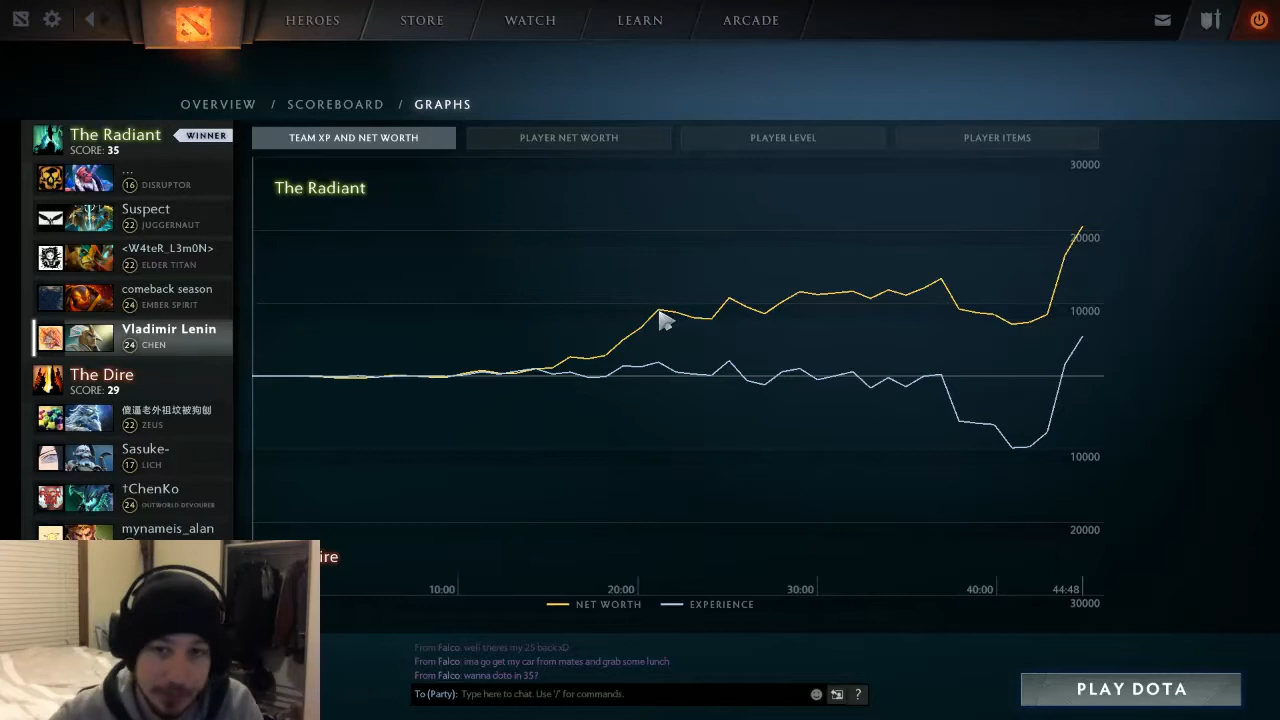 HEROES
STORE
WATCH
LEARN
ARCADE
OVERVIEW / SCOREBOARD / GRAPHS
The Radiant
WINNER
SCORE: 35
...
16 DISRUPTOR
Suspect
22 JUGGERNAUT
<W4teR_L3m0N>
22 ELDER TITAN
comeback season
24 EMBER SPIRIT
Vladimir Lenin
24 CHEN
The Dire
SCORE: 29
傻逼老外祖坟被狗刨
22 ZEUS
Sasuke-
17 LICH
†ChenKo
24 OUTWORLD DEVOURER
mynameis_alan
TEAM XP AND NET WORTH
PLAYER NET WORTH
PLAYER LEVEL
PLAYER ITEMS
The Radiant
30000
20000
10000
10000
20000
30000
ire
10:00
20:00
30:00
40:00
44:48
NET WORTH
EXPERIENCE
From Falco: well theres my 25 back xD
From Falco: ima go get my car from mates and grab some lunch
From Falco: wanna doto in 35?
To (Party): Type here to chat. Use '/' for commands.
?
PLAY DOTA